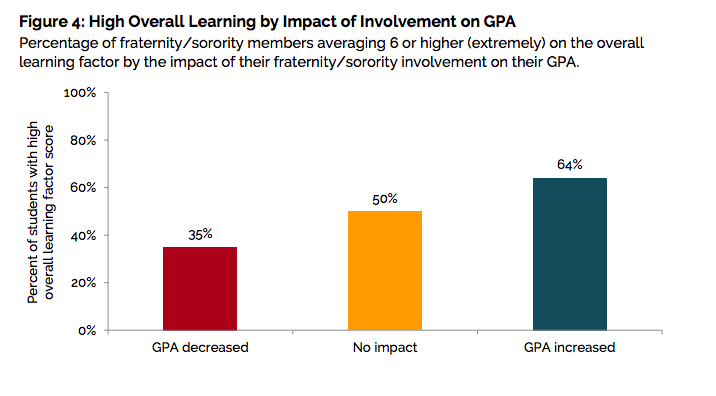 Figure 4: High Overall Learning by Impact of Involvement on GPA
Percentage of fraternity/sorority members averaging 6 or higher (extremely) on the overall
learning factor by the impact of their fraternity/sorority involvement on their GPA.
Percent of students with high
overall learning factor score
100%
80%
60%
40%
20%
0%
35%
50%
64%
GPA decreased
No impact
GPA increased